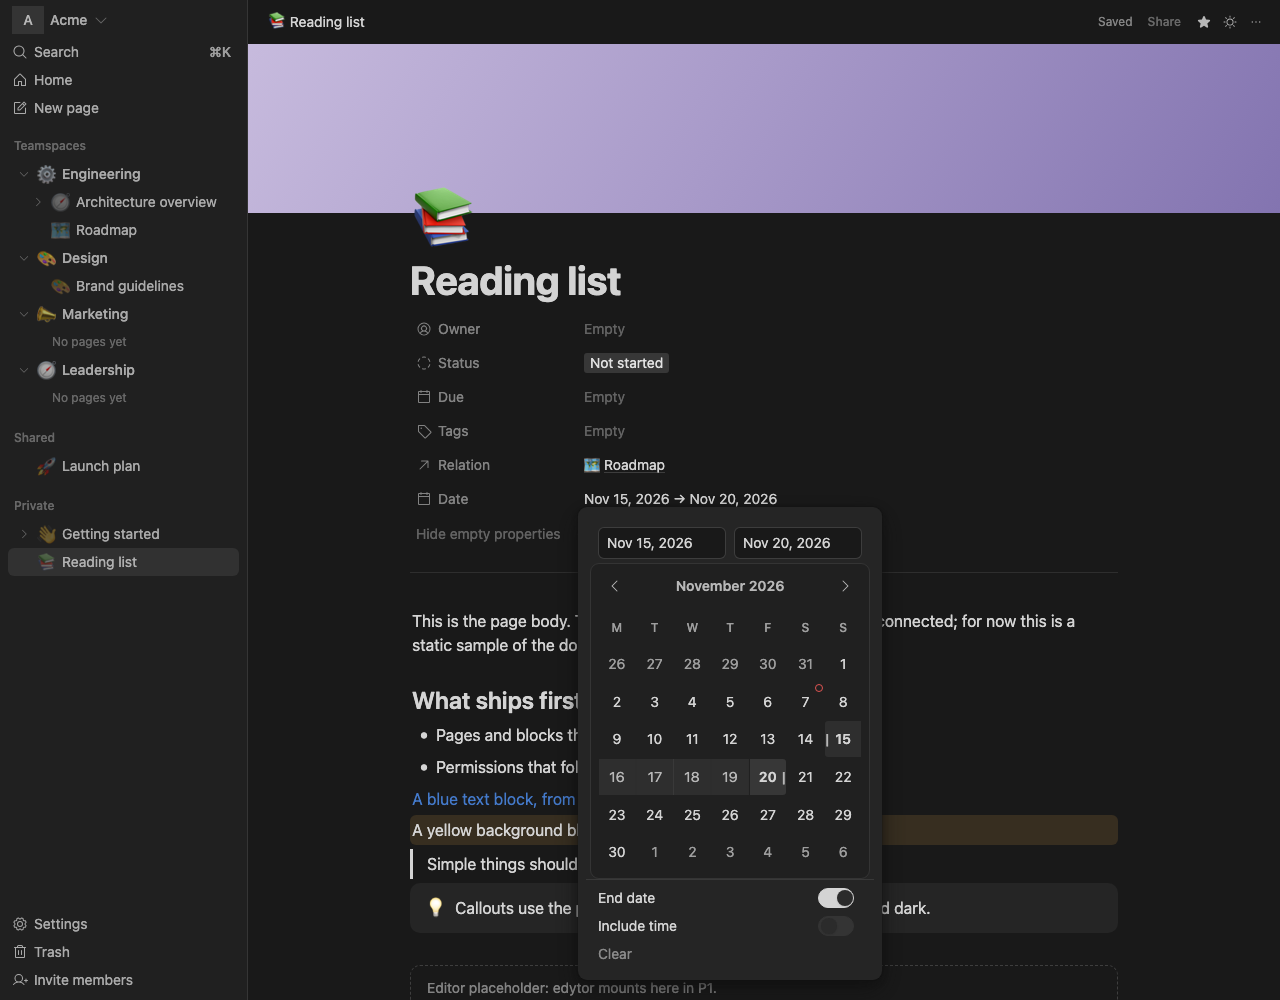 A Acme
Search ⌘K
Home
New page
Teamspaces
Engineering
Architecture overview
Roadmap
Design
Brand guidelines
Marketing
No pages yet
Leadership
No pages yet
Shared
Launch plan
Private
Getting started
Reading list
Settings
Trash
Invite members
Reading list
Saved Share
Reading list
Owner Empty
Status Not started
Due Empty
Tags Empty
Relation Roadmap
Date Nov 15, 2026 → Nov 20, 2026
Hide empty properties
Nov 15, 2026 Nov 20, 2026
November 2026
M T W T F S S
26 27 28 29 30 31 1
2 3 4 5 6 7 8
9 10 11 12 13 14 15
16 17 18 19 20 21 22
23 24 25 26 27 28 29
30 1 2 3 4 5 6
End date
Include time
Clear
This is the page body. connected; for now this is a
static sample of the do
What ships first
Pages and blocks th
Permissions that fol
A blue text block, from
A yellow background bl
Simple things should
Callouts use the d dark.
Editor placeholder: edytor mounts here in P1.